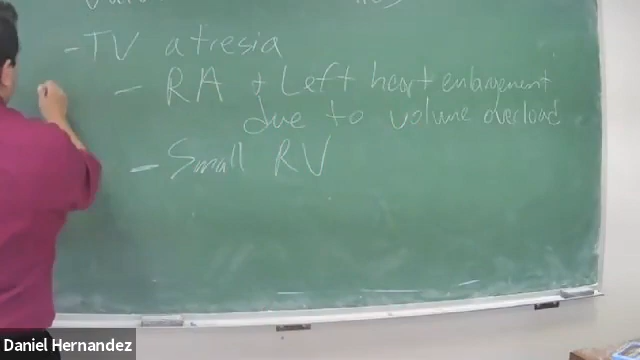 - TV atresia
- RA + Left heart enlargement
due to volume overload
- Small RV
Daniel Hernandez